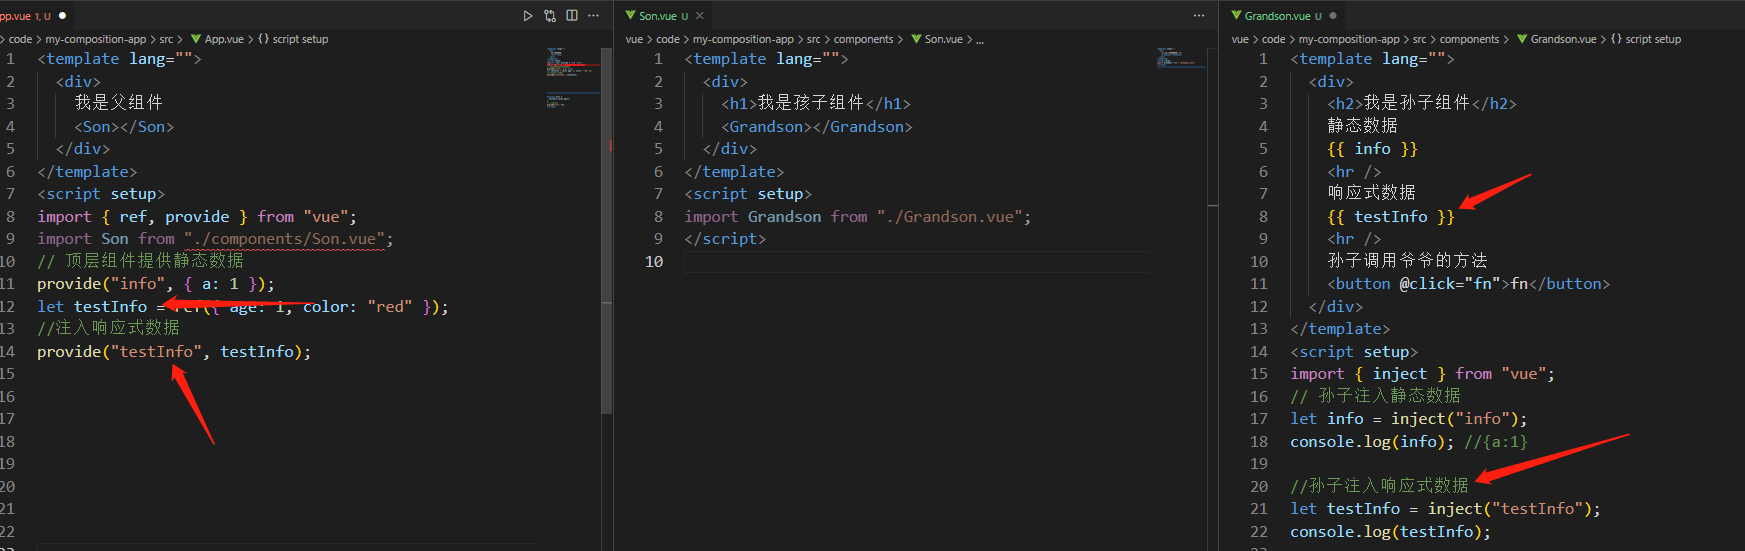 pp.vue 1, U
code > my-composition-app > src > App.vue > {} script setup
1 <template lang="">
2 <div>
3 我是父组件
4 <Son></Son>
5 </div>
6 </template>
7 <script setup>
8 import { ref, provide } from "vue";
9 import Son from "./components/Son.vue";
10 // 顶层组件提供静态数据
11 provide("info", { a: 1 });
12 let testInfo = ref({ age: 1, color: "red" });
13 //注入响应式数据
14 provide("testInfo", testInfo);
15
16
17
18
19
20
21
22
Son.vue U
vue > code > my-composition-app > src > components > Son.vue > ...
1 <template lang="">
2 <div>
3 <h1>我是孩子组件</h1>
4 <Grandson></Grandson>
5 </div>
6 </template>
7 <script setup>
8 import Grandson from "./Grandson.vue";
9 </script>
10
Grandson.vue U
vue > code > my-composition-app > src > components > Grandson.vue > {} script setup
1 <template lang="">
2 <div>
3 <h2>我是孙子组件</h2>
4 静态数据
5 {{ info }}
6 <hr />
7 响应式数据
8 {{ testInfo }}
9 <hr />
10 孙子调用爷爷的方法
11 <button @click="fn">fn</button>
12 </div>
13 </template>
14 <script setup>
15 import { inject } from "vue";
16 // 孙子注入静态数据
17 let info = inject("info");
18 console.log(info); //{a:1}
19
20 //孙子注入响应式数据
21 let testInfo = inject("testInfo");
22 console.log(testInfo);